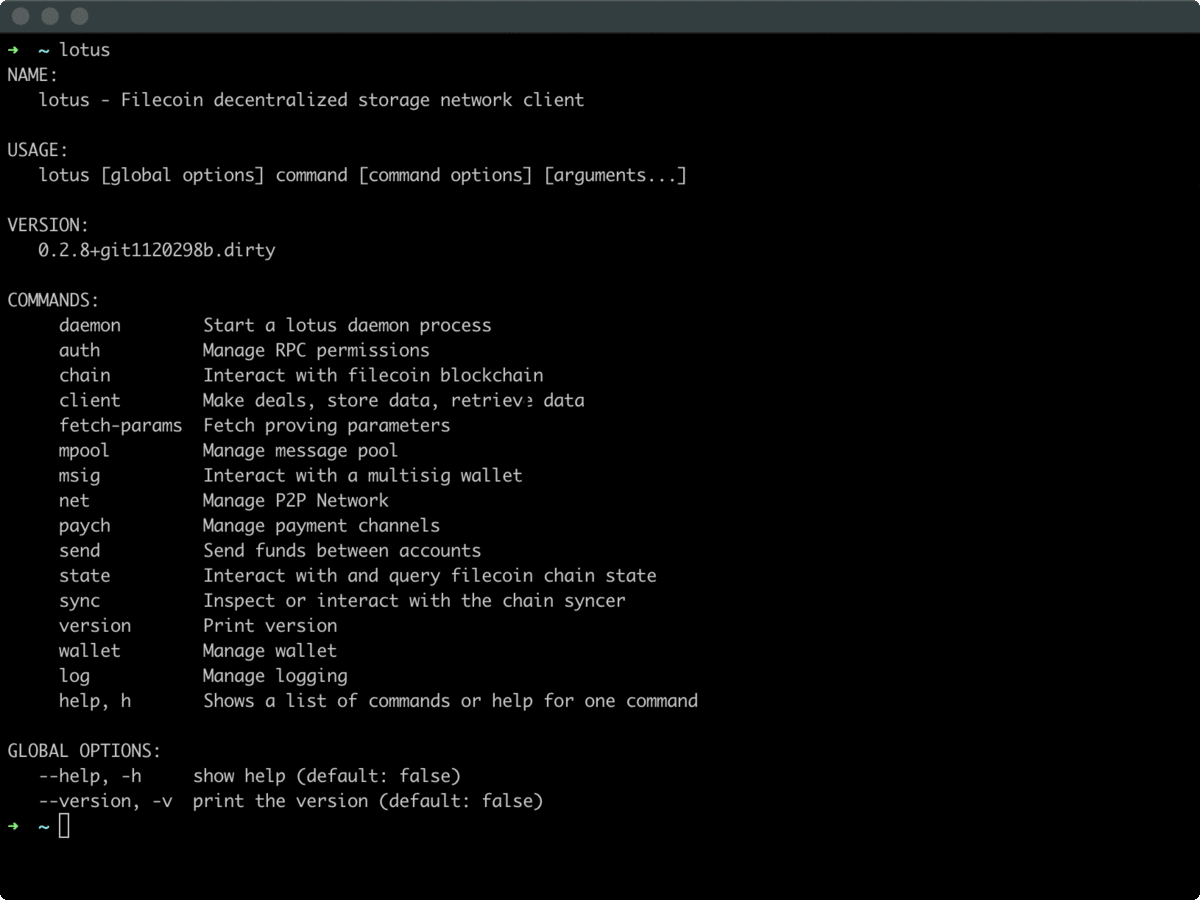 ➜  ~ lotus
NAME:
   lotus - Filecoin decentralized storage network client

USAGE:
   lotus [global options] command [command options] [arguments...]

VERSION:
   0.2.8+git1120298b.dirty

COMMANDS:
     daemon        Start a lotus daemon process
     auth          Manage RPC permissions
     chain         Interact with filecoin blockchain
     client        Make deals, store data, retrieve data
     fetch-params  Fetch proving parameters
     mpool         Manage message pool
     msig          Interact with a multisig wallet
     net           Manage P2P Network
     paych         Manage payment channels
     send          Send funds between accounts
     state         Interact with and query filecoin chain state
     sync          Inspect or interact with the chain syncer
     version       Print version
     wallet        Manage wallet
     log           Manage logging
     help, h       Shows a list of commands or help for one command

GLOBAL OPTIONS:
   --help, -h     show help (default: false)
   --version, -v  print the version (default: false)
➜  ~